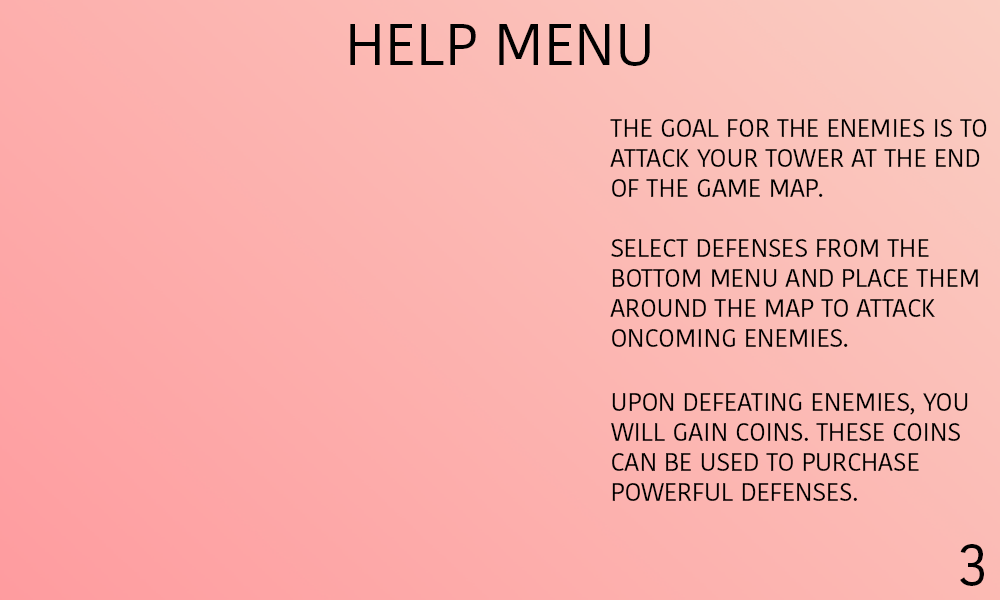 HELP MENU
THE GOAL FOR THE ENEMIES IS TO
ATTACK YOUR TOWER AT THE END
OF THE GAME MAP.
SELECT DEFENSES FROM THE
BOTTOM MENU AND PLACE THEM
AROUND THE MAP TO ATTACK
ONCOMING ENEMIES.
UPON DEFEATING ENEMIES, YOU
WILL GAIN COINS. THESE COINS
CAN BE USED TO PURCHASE
POWERFUL DEFENSES.
3